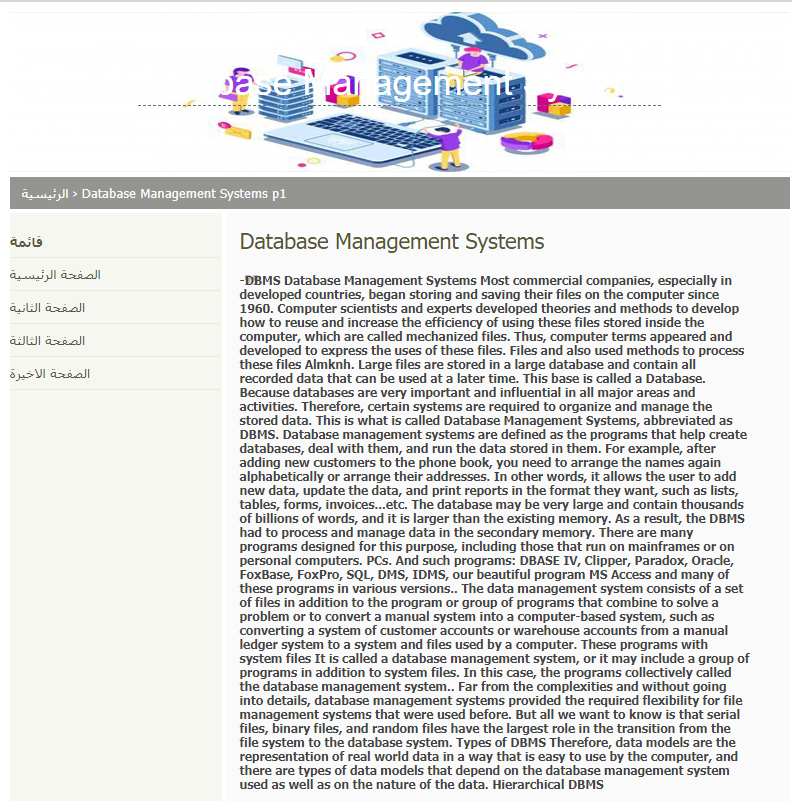 base Management
الرئيسية › Database Management Systems p1
قائمة
الصفحة الرئيسية
الصفحة الثانية
الصفحة الثالثة
الصفحة الاخيرة
Database Management Systems
-DBMS Database Management Systems Most commercial companies, especially in
developed countries, began storing and saving their files on the computer since
1960. Computer scientists and experts developed theories and methods to develop
how to reuse and increase the efficiency of using these files stored inside the
computer, which are called mechanized files. Thus, computer terms appeared and
developed to express the uses of these files. Files and also used methods to process
these files Almknh. Large files are stored in a large database and contain all
recorded data that can be used at a later time. This base is called a Database.
Because databases are very important and influential in all major areas and
activities. Therefore, certain systems are required to organize and manage the
stored data. This is what is called Database Management Systems, abbreviated as
DBMS. Database management systems are defined as the programs that help create
databases, deal with them, and run the data stored in them. For example, after
adding new customers to the phone book, you need to arrange the names again
alphabetically or arrange their addresses. In other words, it allows the user to add
new data, update the data, and print reports in the format they want, such as lists,
tables, forms, invoices...etc. The database may be very large and contain thousands
of billions of words, and it is larger than the existing memory. As a result, the DBMS
had to process and manage data in the secondary memory. There are many
programs designed for this purpose, including those that run on mainframes or on
personal computers. PCs. And such programs: DBASE IV, Clipper, Paradox, Oracle,
FoxBase, FoxPro, SQL, DMS, IDMS, our beautiful program MS Access and many of
these programs in various versions.. The data management system consists of a set
of files in addition to the program or group of programs that combine to solve a
problem or to convert a manual system into a computer-based system, such as
converting a system of customer accounts or warehouse accounts from a manual
ledger system to a system and files used by a computer. These programs with
system files It is called a database management system, or it may include a group of
programs in addition to system files. In this case, the programs collectively called
the database management system.. Far from the complexities and without going
into details, database management systems provided the required flexibility for file
management systems that were used before. But all we want to know is that serial
files, binary files, and random files have the largest role in the transition from the
file system to the database system. Types of DBMS Therefore, data models are the
representation of real world data in a way that is easy to use by the computer, and
there are types of data models that depend on the database management system
used as well as on the nature of the data. Hierarchical DBMS